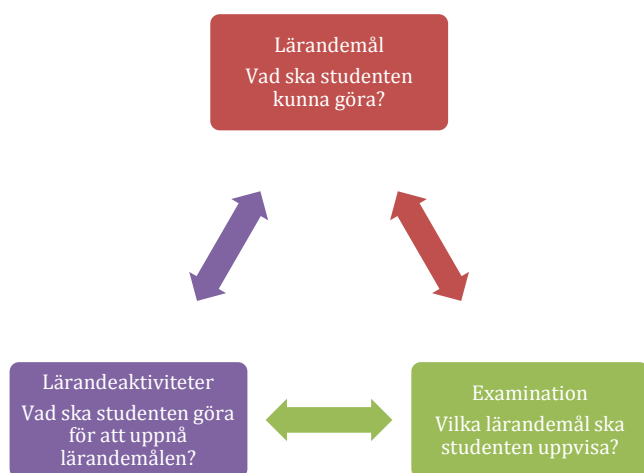 Lärandemål
Vad ska studenten
kunna göra?
Lärandeaktiviteter
Vad ska studenten göra
för att uppnå
lärandemålen?
Examination
Vilka lärandemål ska
studenten uppvisa?